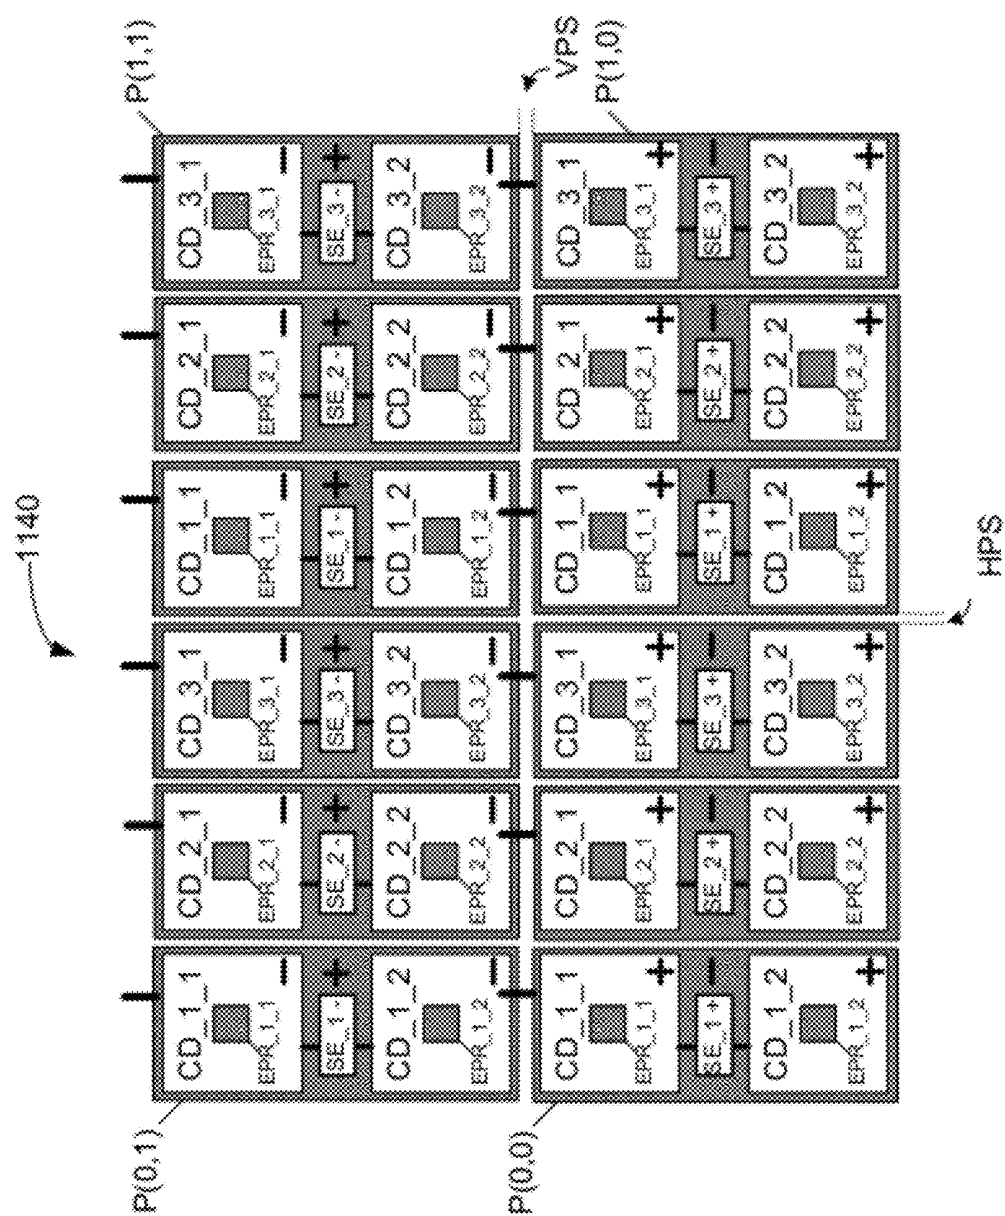 1140
P(0,1)
P(1,1)
CD_1_1
CD_2_1
CD_3_1
CD_1_1
CD_2_1
CD_3_1
EPR_1_1
EPR_2_1
EPR_3_1
EPR_1_1
EPR_2_1
EPR_3_1
−
−
−
−
−
−
SE_1 -
+
SE_2 -
+
SE_3 -
+
SE_1 -
+
SE_2 -
+
SE_3 -
+
CD_1_2
CD_2_2
CD_3_2
CD_1_2
CD_2_2
CD_3_2
EPR_1_2
EPR_2_2
EPR_3_2
EPR_1_2
EPR_2_2
EPR_3_2
−
−
−
−
−
−
P(0,0)
VPS
P(1,0)
CD_1_1
CD_2_1
CD_3_1
CD_1_1
CD_2_1
CD_3_1
EPR_1_1
EPR_2_1
EPR_3_1
EPR_1_1
EPR_2_1
EPR_3_1
+
+
+
+
+
+
SE_1 +
−
SE_2 +
−
SE_3 +
−
SE_1 +
−
SE_2 +
−
SE_3 +
−
CD_1_2
CD_2_2
CD_3_2
CD_1_2
CD_2_2
CD_3_2
EPR_1_2
EPR_2_2
EPR_3_2
EPR_1_2
EPR_2_2
EPR_3_2
+
+
+
+
+
+
HPS